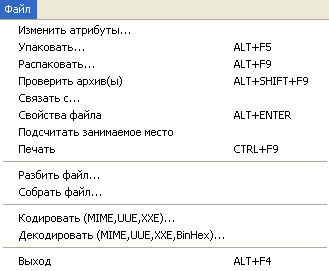 Файл
Изменить атрибуты...
Упаковать... ALT+F5
Распаковать... ALT+F9
Проверить архив(ы) ALT+SHIFT+F9
Связать с...
Свойства файла ALT+ENTER
Подсчитать занимаемое место
Печать CTRL+F9
Разбить файл...
Собрать файл...
Кодировать (MIME,UUE,XXE)...
Декодировать (MIME,UUE,XXE,BinHex)...
Выход ALT+F4